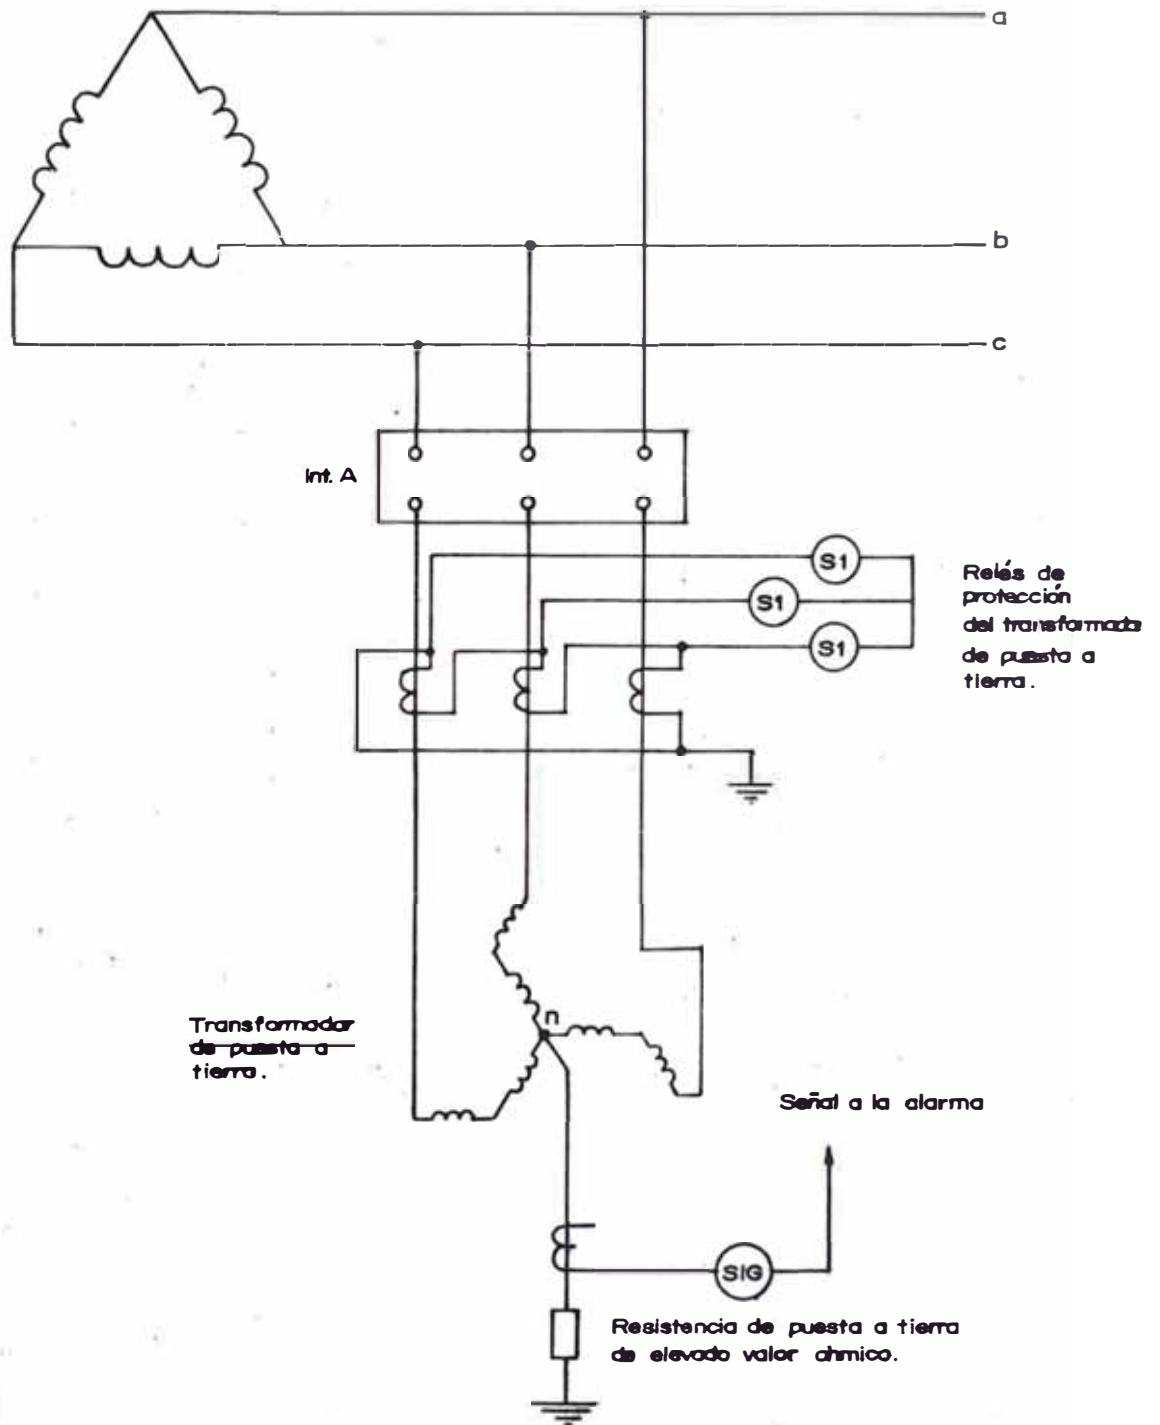 a
b
c
Int. A
S1
S1
S1
Relés de
protección
del transformador
de puesta a
tierra.
n
Transformador
de puesta a
tierra.
Señal a la alarma
SIG
Resistencia de puesta a tierra
de elevado valor ohmico.